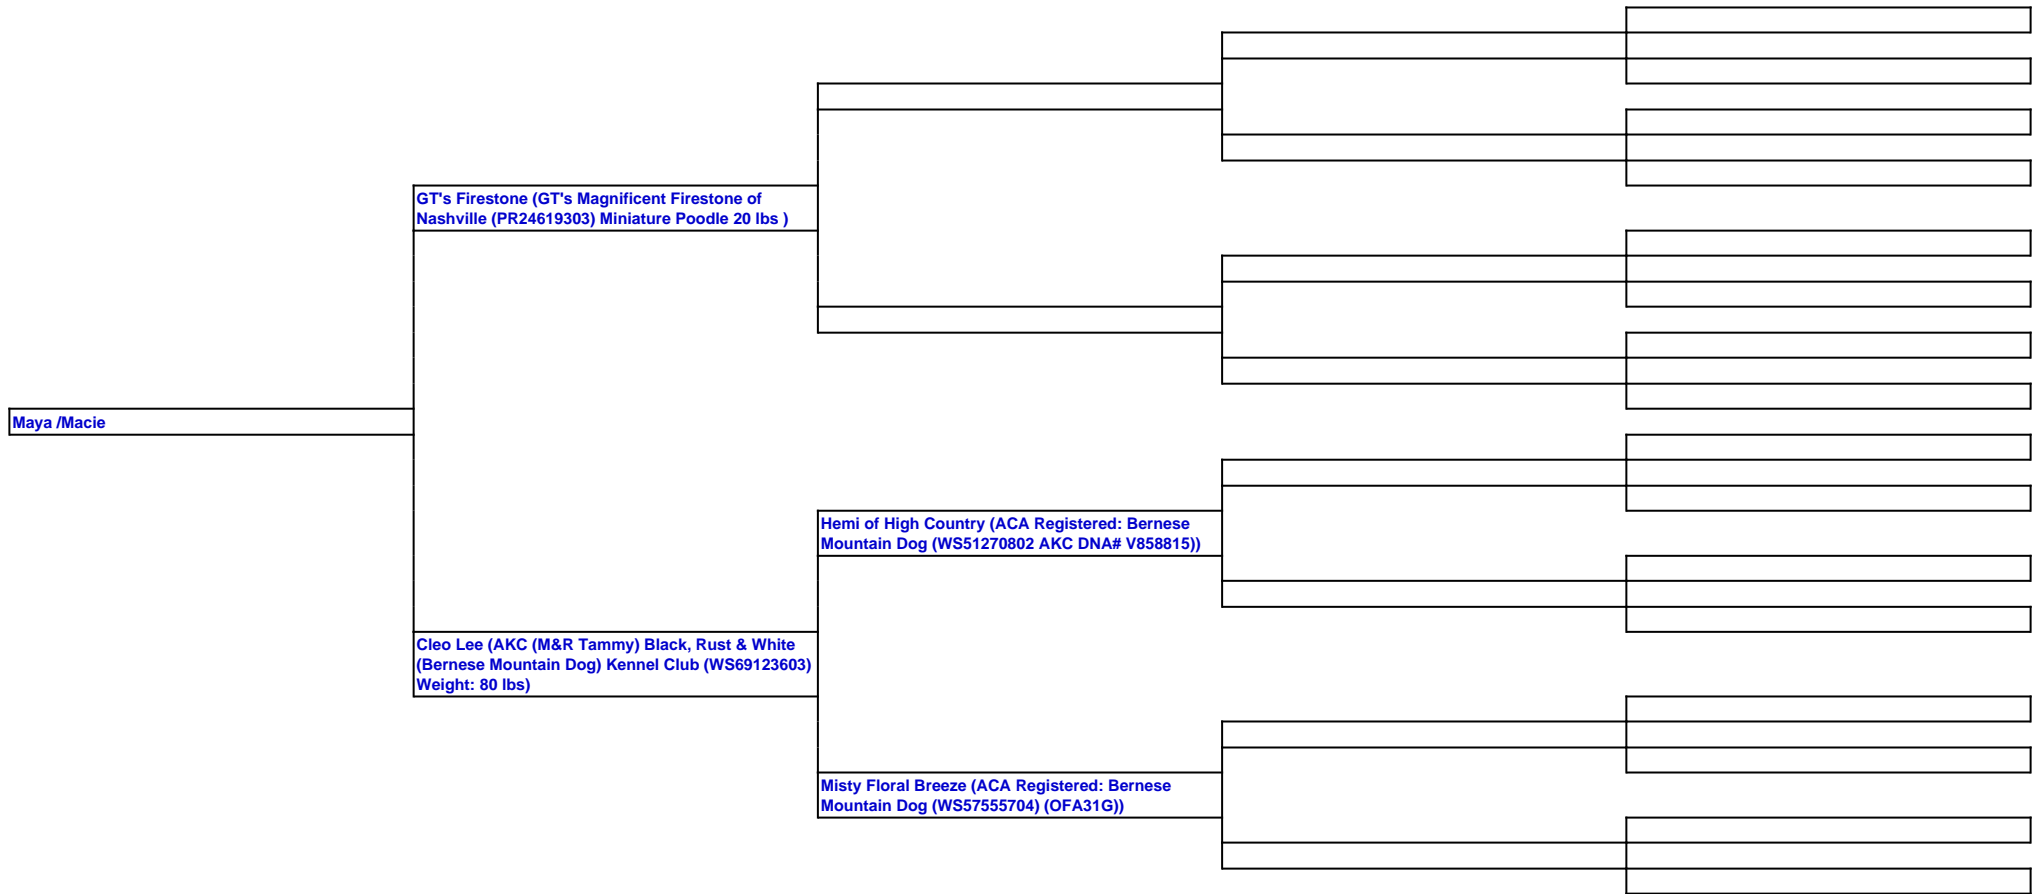 GT's Firestone (GT's Magnificent Firestone of
Nashville (PR24619303) Miniature Poodle 20 lbs )
Maya /Macie
Hemi of High Country (ACA Registered: Bernese
Mountain Dog (WS51270802 AKC DNA# V858815))
Cleo Lee (AKC (M&R Tammy) Black, Rust & White
(Bernese Mountain Dog) Kennel Club (WS69123603)
Weight: 80 lbs)
Misty Floral Breeze (ACA Registered: Bernese
Mountain Dog (WS57555704) (OFA31G))